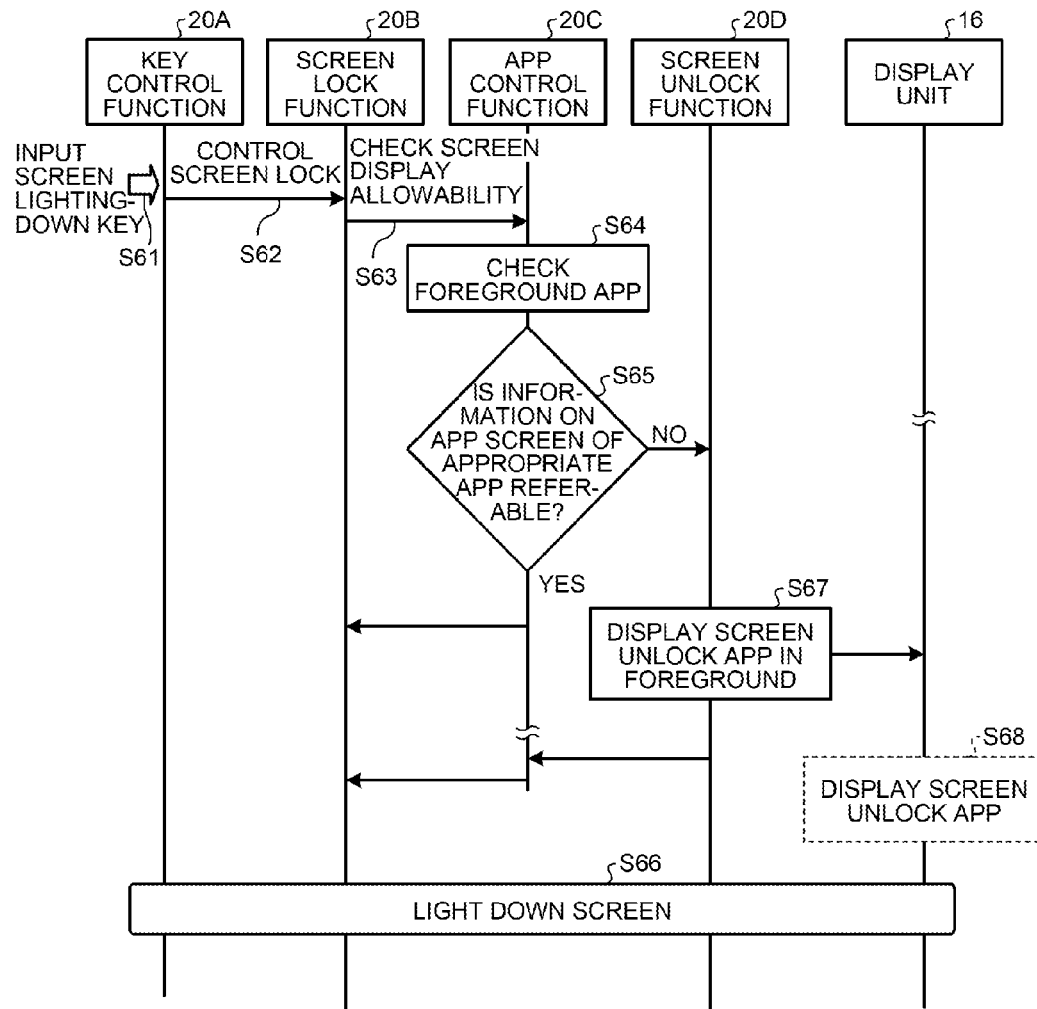 20A
20B
20C
20D
16
KEY
CONTROL
FUNCTION
SCREEN
LOCK
FUNCTION
APP
CONTROL
FUNCTION
SCREEN
UNLOCK
FUNCTION
DISPLAY
UNIT
INPUT
SCREEN
LIGHTING-
DOWN KEY
S61
CONTROL
SCREEN LOCK
S62
CHECK SCREEN
DISPLAY
ALLOWABILITY
S63
S64
CHECK
FOREGROUND APP
S65
IS INFOR-
MATION ON
APP SCREEN OF
APPROPRIATE
APP REFER-
ABLE?
NO
YES
S67
DISPLAY SCREEN
UNLOCK APP IN
FOREGROUND
S68
DISPLAY SCREEN
UNLOCK APP
S66
LIGHT DOWN SCREEN